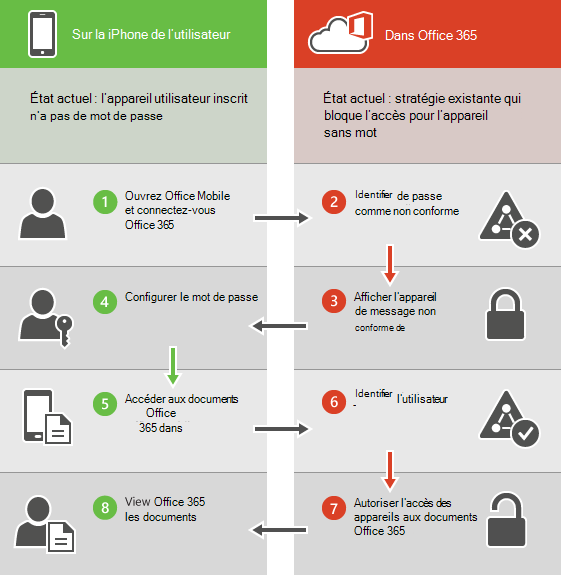 Sur la iPhone de l'utilisateur
Dans Office 365
État actuel : l'appareil utilisateur inscrit
n'a pas de mot de passe
État actuel : stratégie existante qui
bloque l'accès pour l'appareil
sans mot
1 Ouvrez Office Mobile
et connectez-vous
Office 365
2 Identifier de passe
comme non conforme
4 Configurer le mot de passe
3 Afficher l'appareil
de message non
conforme de
5 Accéder aux documents
Office
365 dans
6 Identifier l'utilisateur
8 View Office 365
les documents
7 Autoriser l'accès des
appareils aux documents
Office 365